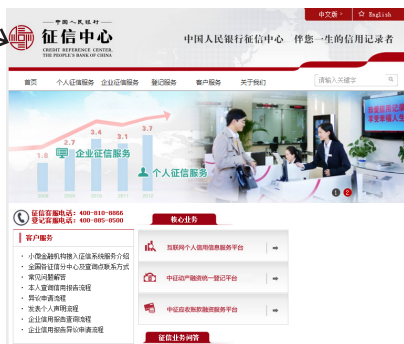 中文版
English
中国人民银行
征信中心
CREDIT REFERENCE CENTER,
THE PEOPLE'S BANK OF CHINA
中国人民银行征信中心 伴您一生的信用记录者
首页 个人征信服务 企业征信服务 登记服务 客户服务 关于我们
请输入关键字
1.8 2.7 3.4 3.1 3.7
企业征信服务
个人征信服务
2008 2009 2010 2011 2012
1 2
征信客服电话：400-810-8866
登记客服电话：400-805-8500
客户服务
· 小微金融机构接入征信系统服务介绍
· 全国各征信分中心及查询点联系方式
· 常见问题解答
· 本人查询信用报告流程
· 异议申请流程
· 发表个人声明流程
· 企业信用报告查询流程
· 企业信用报告异议申请流程
核心业务
互联网个人信用信息服务平台
中征动产融资统一登记平台
中征应收账款融资服务平台
征信业务问答